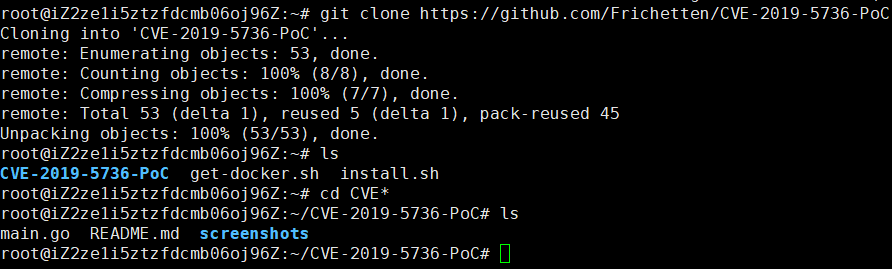 root@iZ2ze1i5ztzfdcmb06oj96Z:~# git clone https://github.com/Frichetten/CVE-2019-5736-PoC
Cloning into 'CVE-2019-5736-PoC'...
remote: Enumerating objects: 53, done.
remote: Counting objects: 100% (8/8), done.
remote: Compressing objects: 100% (7/7), done.
remote: Total 53 (delta 1), reused 5 (delta 1), pack-reused 45
Unpacking objects: 100% (53/53), done.
root@iZ2ze1i5ztzfdcmb06oj96Z:~# ls
CVE-2019-5736-PoC  get-docker.sh  install.sh
root@iZ2ze1i5ztzfdcmb06oj96Z:~# cd CVE*
root@iZ2ze1i5ztzfdcmb06oj96Z:~/CVE-2019-5736-PoC# ls
main.go  README.md  screenshots
root@iZ2ze1i5ztzfdcmb06oj96Z:~/CVE-2019-5736-PoC#